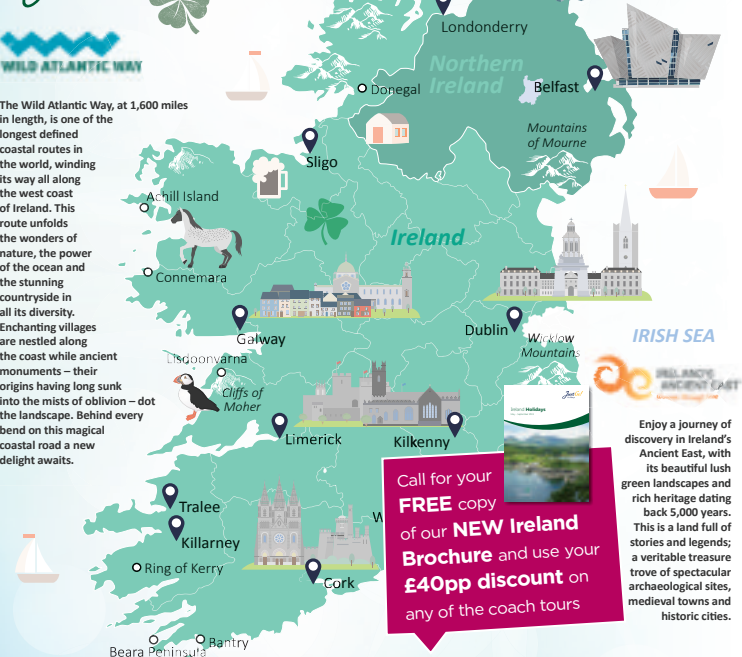 Londonderry
WILD ATLANTIC WAY
Northern
Ireland
Donegal
Belfast
The Wild Atlantic Way, at 1,600 miles
in length, is one of the
longest defined
coastal routes in
the world, winding
its way all along
the west coast
of Ireland. This
route unfolds
the wonders of
nature, the power
of the ocean and
the stunning
countryside in
all its diversity.
Enchanting villages
are nestled along
the coast while ancient
monuments – their
origins having long sunk
into the mists of oblivion – dot
the landscape. Behind every
bend on this magical
coastal road a new
delight awaits.
Mountains
of Mourne
Sligo
Achill Island
Ireland
Connemara
Galway
Dublin
Wicklow
Mountains
IRISH SEA
Lisdoonvarna
Cliffs of
Moher
IRELAND'S
ANCIENT EAST
Just Go!
Ireland Holidays
Limerick
Kilkenny
Enjoy a journey of
discovery in Ireland's
Ancient East, with
its beautiful lush
green landscapes and
rich heritage dating
back 5,000 years.
This is a land full of
stories and legends;
a veritable treasure
trove of spectacular
archaeological sites,
medieval towns and
historic cities.
Call for your
FREE copy
of our NEW Ireland
Brochure and use your
£40pp discount on
any of the coach tours
Tralee
W
Killarney
Ring of Kerry
Cork
Bantry
Beara Peninsula